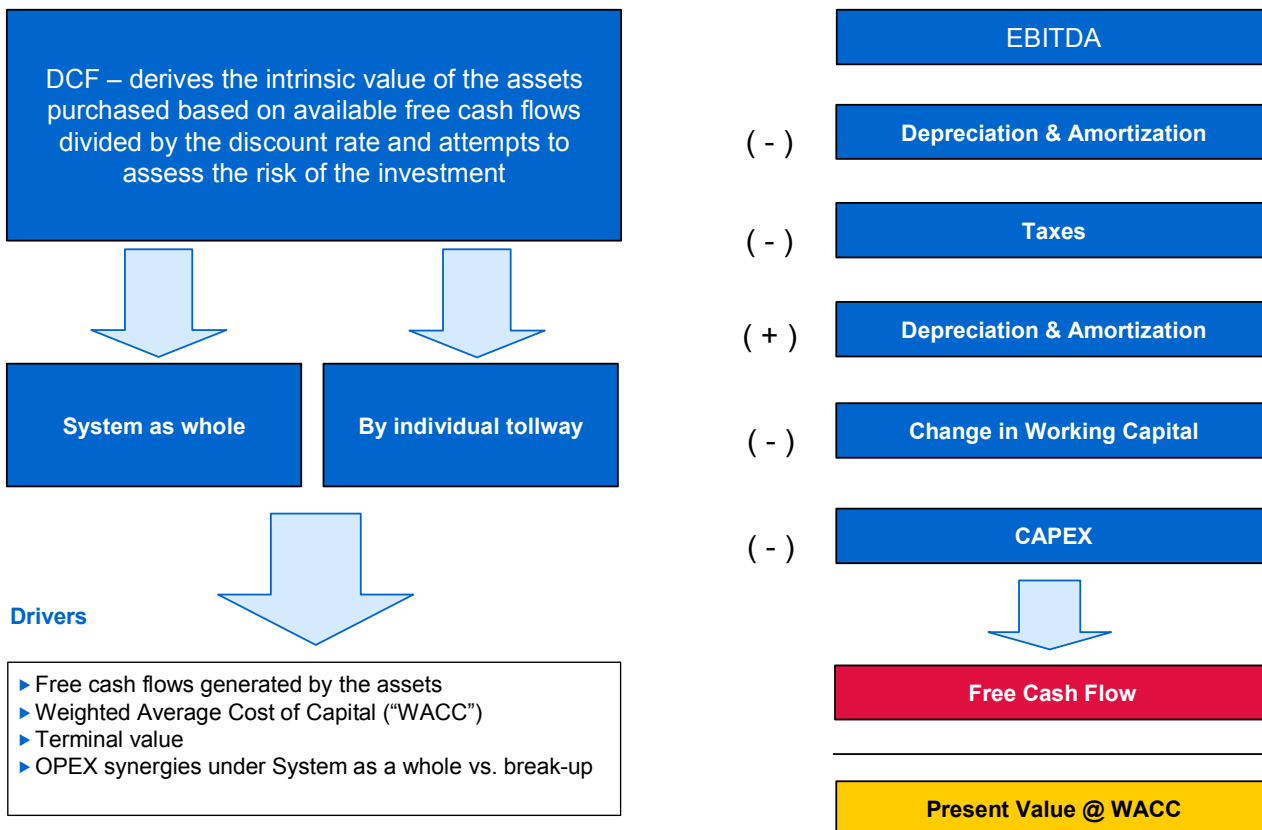 DCF – derives the intrinsic value of the assets
purchased based on available free cash flows
divided by the discount rate and attempts to
assess the risk of the investment
System as whole
By individual tollway
Drivers
▶ Free cash flows generated by the assets
▶ Weighted Average Cost of Capital (“WACC”)
▶ Terminal value
▶ OPEX synergies under System as a whole vs. break-up
EBITDA
( - ) Depreciation & Amortization
( - ) Taxes
( + ) Depreciation & Amortization
( - ) Change in Working Capital
( - ) CAPEX
Free Cash Flow
Present Value @ WACC